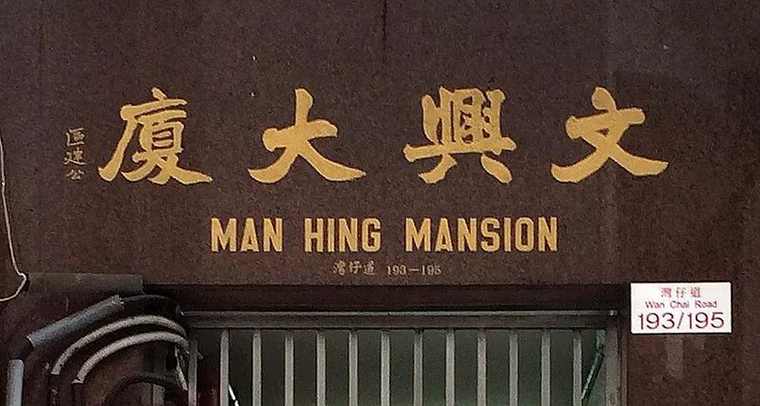 文興大廈
區建公
MAN HING MANSION
灣仔道 193-195
灣仔道
Wan Chai Road
193/195